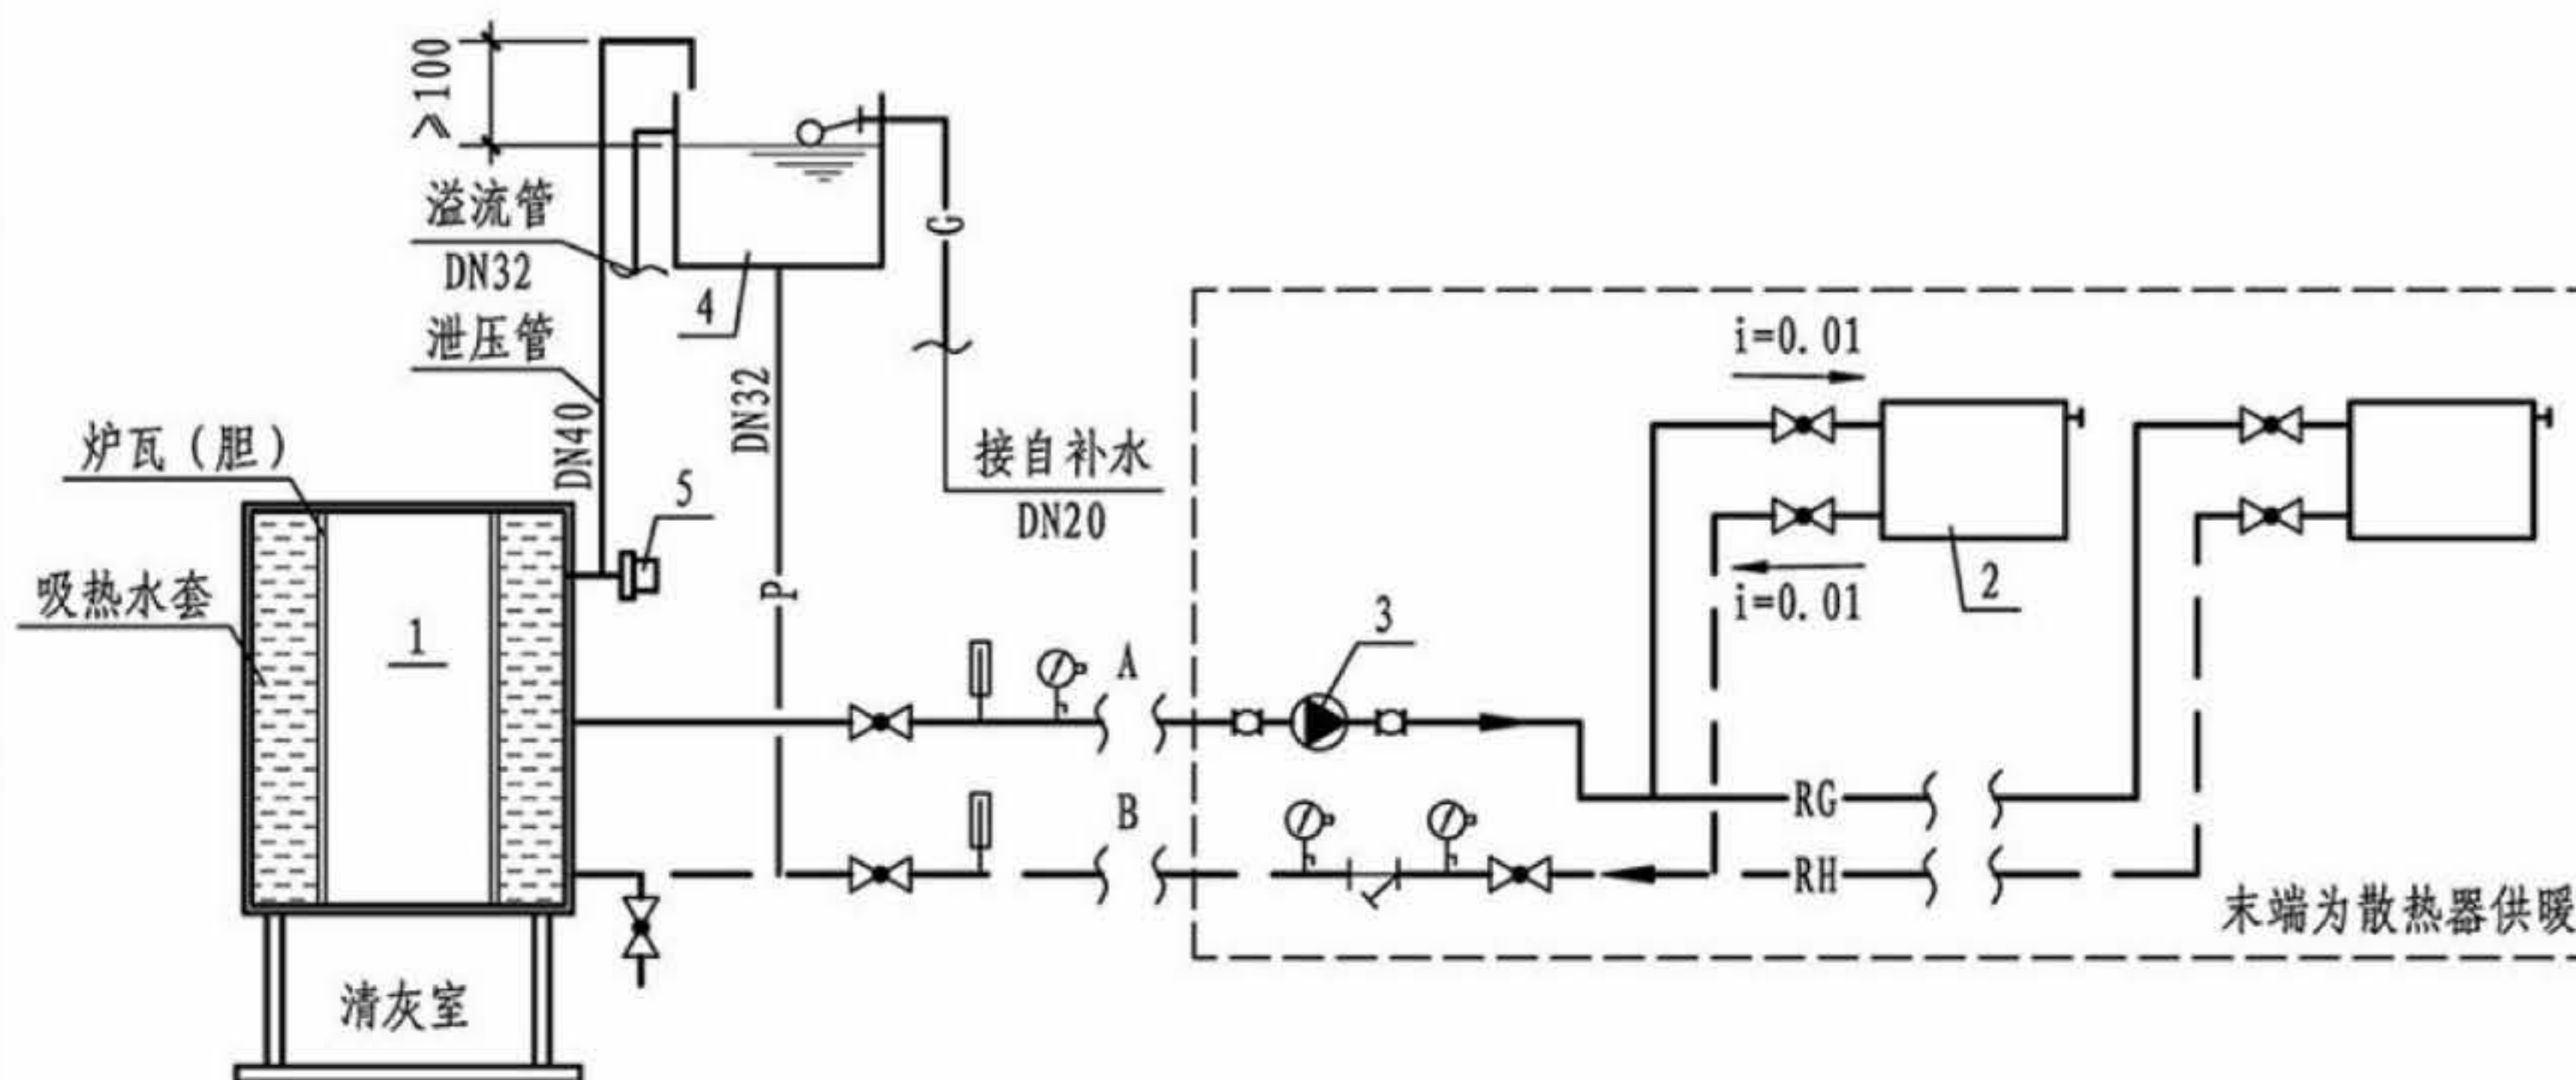 ≥100
溢流管
DN32
泄压管
DN40
4
DN32
G
接自补水
DN20
炉瓦（胆）
5
吸热水套
1
P
A
B
3
i=0.01
i=0.01
2
RG
RH
末端为散热器供暖
清灰室